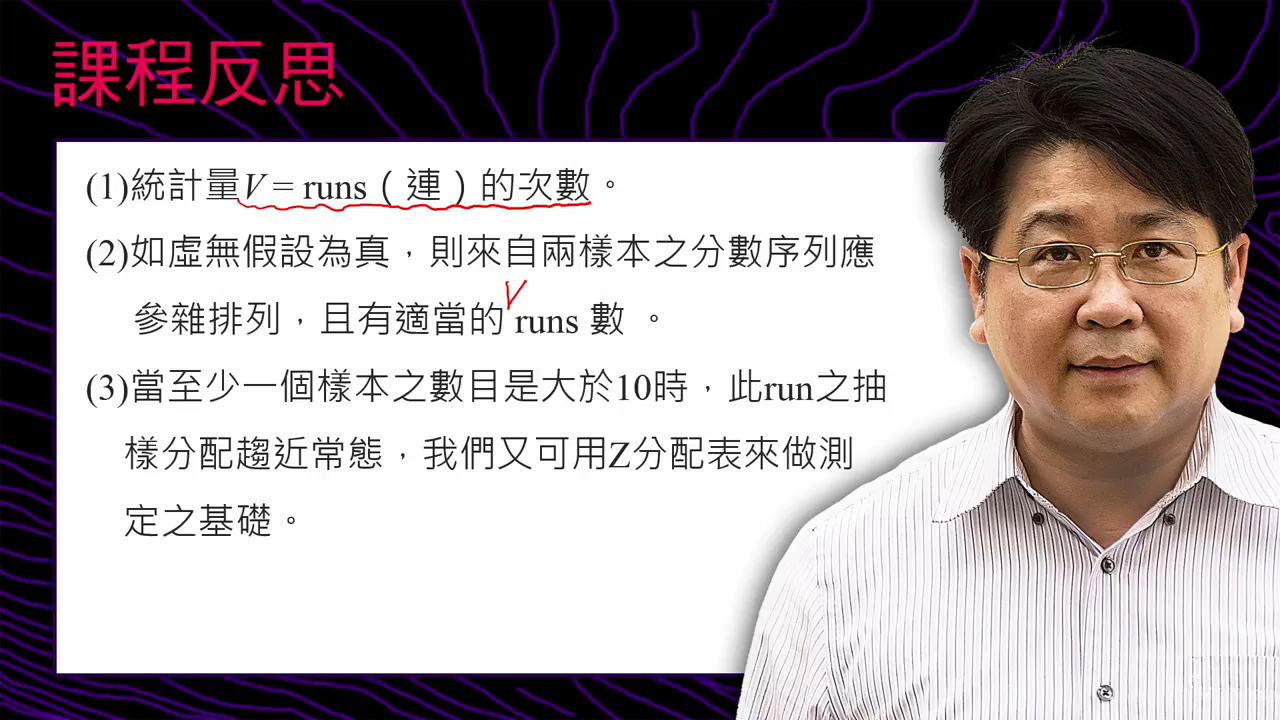 課程反思
(1)統計量V = runs（連）的次數。
(2)如虛無假設為真，則來自兩樣本之分數序列應
V
參雜排列，且有適當的 runs 數 。
(3)當至少一個樣本之數目是大於10時，此run之抽
樣分配趨近常態，我們又可用Z分配表來做測
定之基礎。